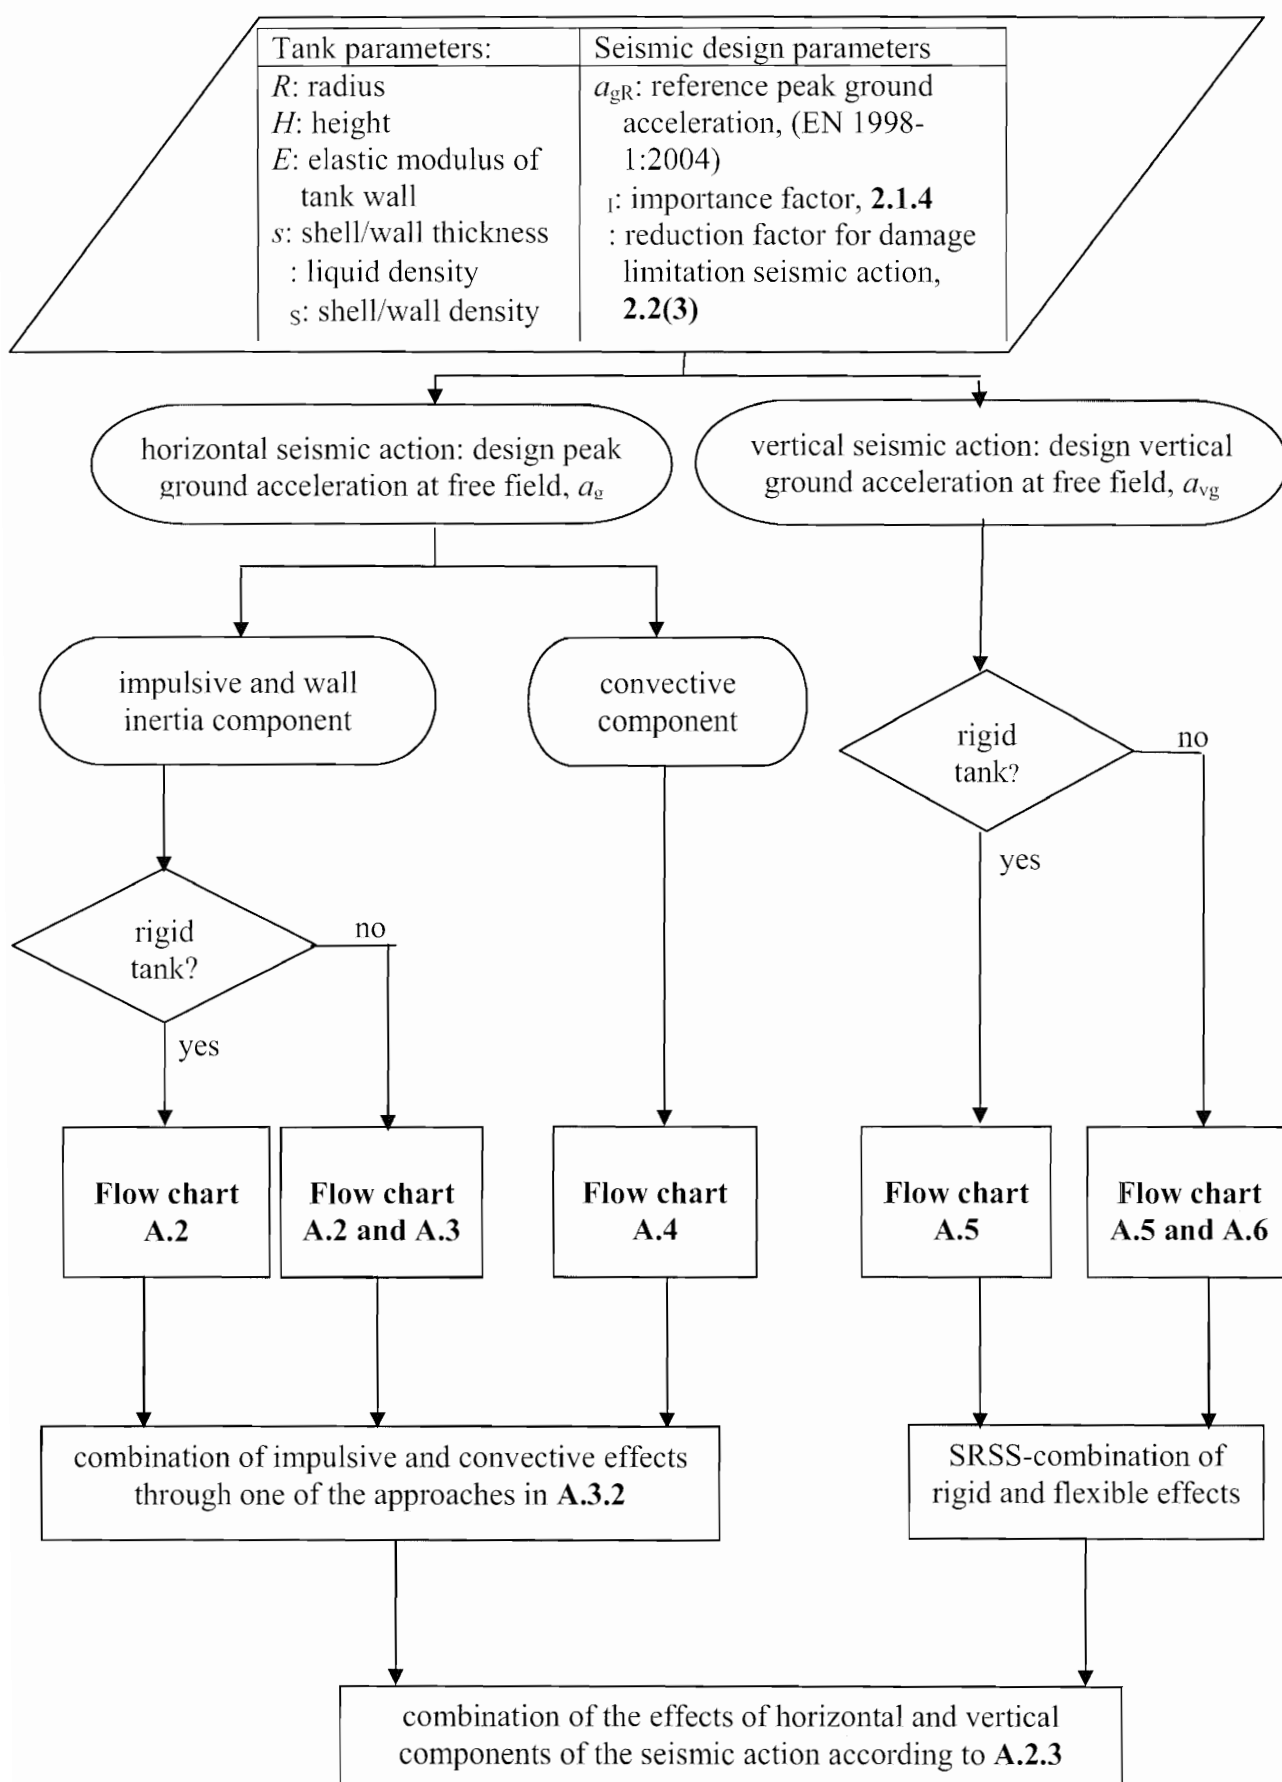 Tank parameters:
R: radius
H: height
E: elastic modulus of
tank wall
s: shell/wall thickness
: liquid density
S: shell/wall density
Seismic design parameters
agR: reference peak ground
acceleration, (EN 1998-
1:2004)
I: importance factor, 2.1.4
: reduction factor for damage
limitation seismic action,
2.2(3)
horizontal seismic action: design peak
ground acceleration at free field, ag
vertical seismic action: design vertical
ground acceleration at free field, avg
impulsive and wall
inertia component
convective
component
rigid
tank?
no
yes
rigid
tank?
no
yes
Flow chart
A.2
Flow chart
A.2 and A.3
Flow chart
A.4
Flow chart
A.5
Flow chart
A.5 and A.6
combination of impulsive and convective effects
through one of the approaches in A.3.2
SRSS-combination of
rigid and flexible effects
combination of the effects of horizontal and vertical
components of the seismic action according to A.2.3